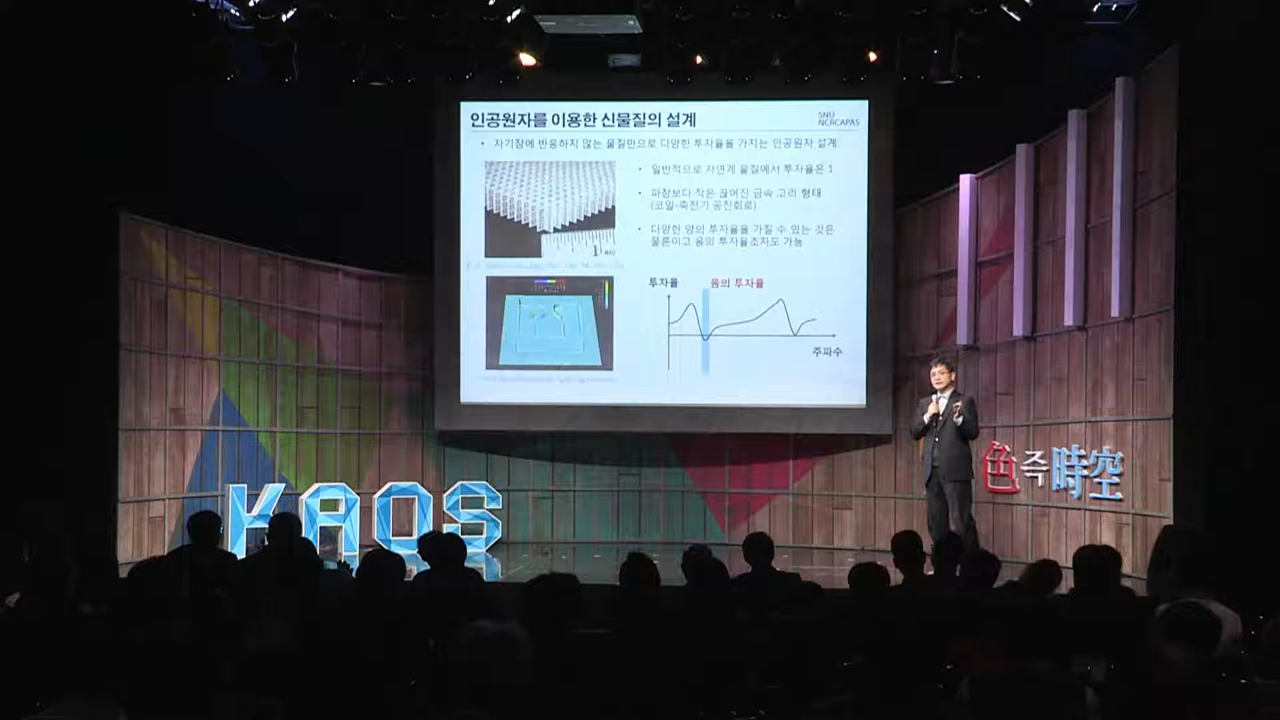 인공원자를 이용한 신물질의 설계
SNU
NCRCAPAS
• 자기장에 반응하지 않는 물질만으로 다양한 투자율을 가지는 인공원자 설계
• 일반적으로 자연계 물질에서 투자율은 1
• 파장보다 작은 끊어진 금속 고리 형태
(코일-축전기 공진회로)
• 다양한 양의 투자율을 가질 수 있는 것은
물론이고 음의 투자율조차도 가능
1
투자율
음의 투자율
주파수
色즉時空
KAOS